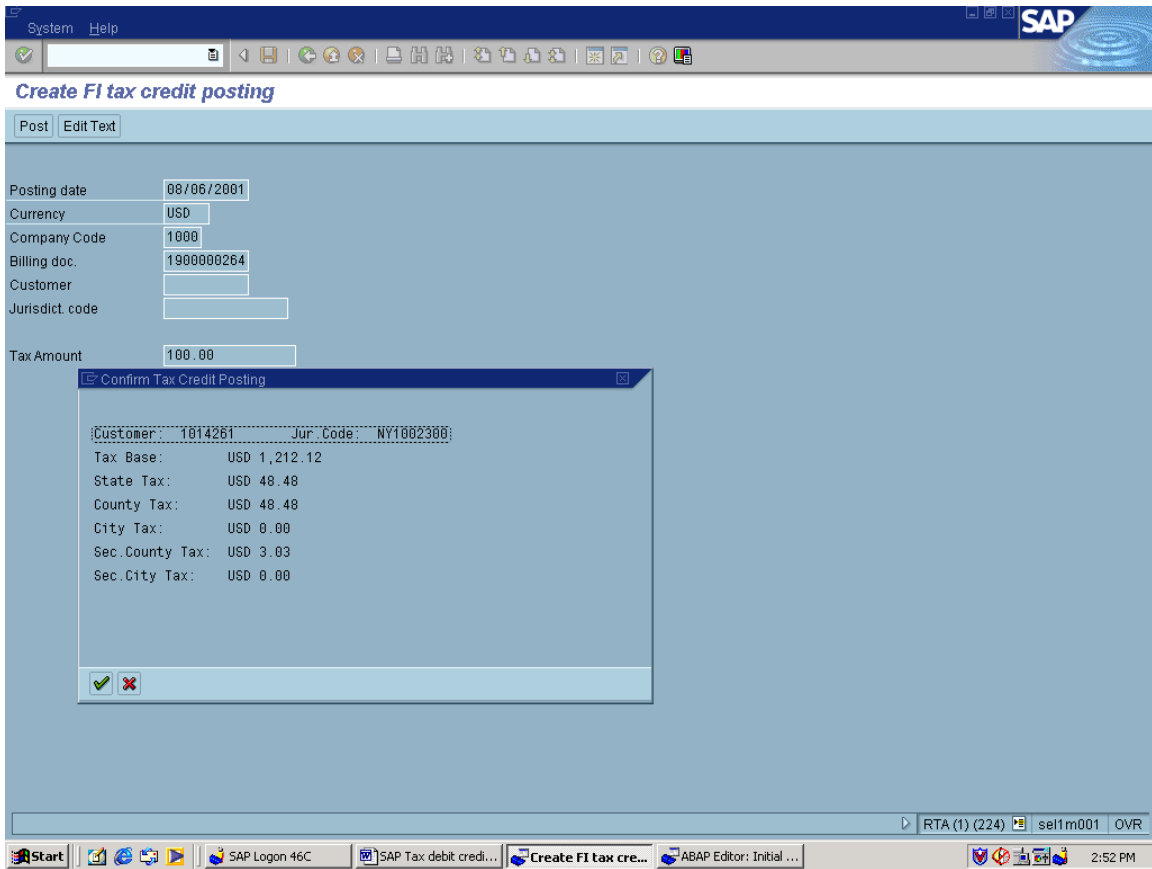 System Help
SAP
Create FI tax credit posting
Post Edit Text
Posting date 08/06/2001
Currency USD
Company Code 1000
Billing doc. 1900000264
Customer
Jurisdict. code
Tax Amount 100.00
Confirm Tax Credit Posting
Customer: 1014261 Jur.Code: NY1002300
Tax Base: USD 1,212.12
State Tax: USD 48.48
County Tax: USD 48.48
City Tax: USD 0.00
Sec.County Tax: USD 3.03
Sec.City Tax: USD 0.00
RTA (1) (224) sel1m001 OVR
Start SAP Logon 46C SAP Tax debit credi... Create FI tax cre... ABAP Editor: Initial ... 2:52 PM